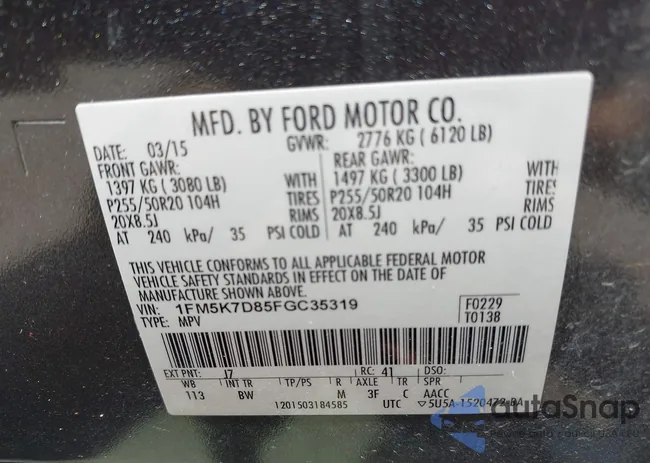 MFD. BY FORD MOTOR CO.
DATE: 03/15 GVWR: 2776 KG ( 6120 LB)
FRONT GAWR: REAR GAWR:
1397 KG ( 3080 LB) WITH 1497 KG ( 3300 LB) WITH
P255/50R20 104H TIRES P255/50R20 104H TIRES
20X8.5J RIMS 20X8.5J RIMS
AT 240 kPa/ 35 PSI COLD AT 240 kPa/ 35 PSI COLD
THIS VEHICLE CONFORMS TO ALL APPLICABLE FEDERAL MOTOR
VEHICLE SAFETY STANDARDS IN EFFECT ON THE DATE OF
MANUFACTURE SHOWN ABOVE.
VIN: 1FM5K7D85FGC35319 F0229
TYPE: MPV T0138
EXT PNT: J7 RC: 41 DSO:
WB INT TR TP/PS R AXLE TR SPR
113 BW M 3F C AACC
1201503184585 UTC ▽5U5A-1520472-BA
autoSnap